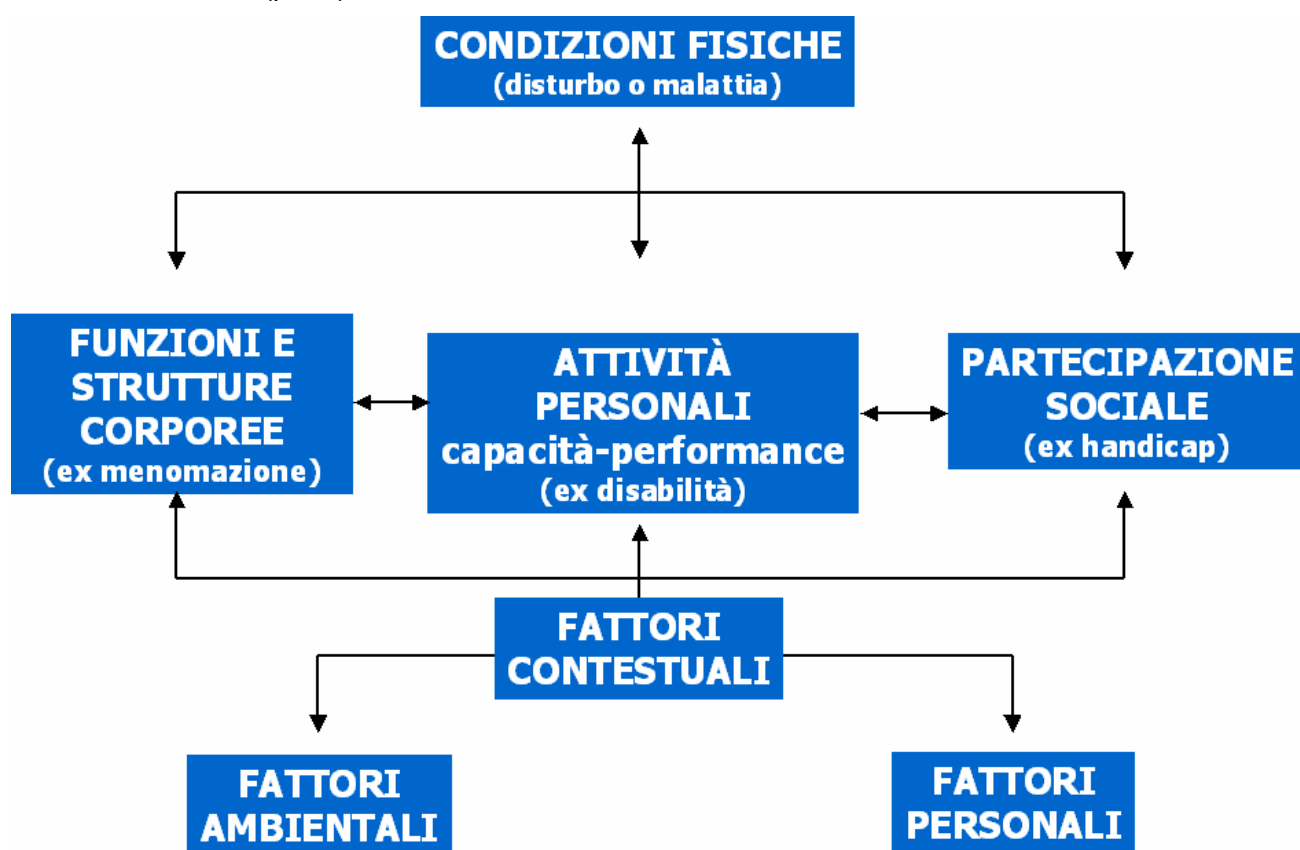 CONDIZIONI FISICHE
(disturbo o malattia)
FUNZIONI E
STRUTTURE
CORPOREE
(ex menomazione)
ATTIVITÀ
PERSONALI
capacità-performance
(ex disabilità)
PARTECIPAZIONE
SOCIALE
(ex handicap)
FATTORI
CONTESTUALI
FATTORI
AMBIENTALI
FATTORI
PERSONALI